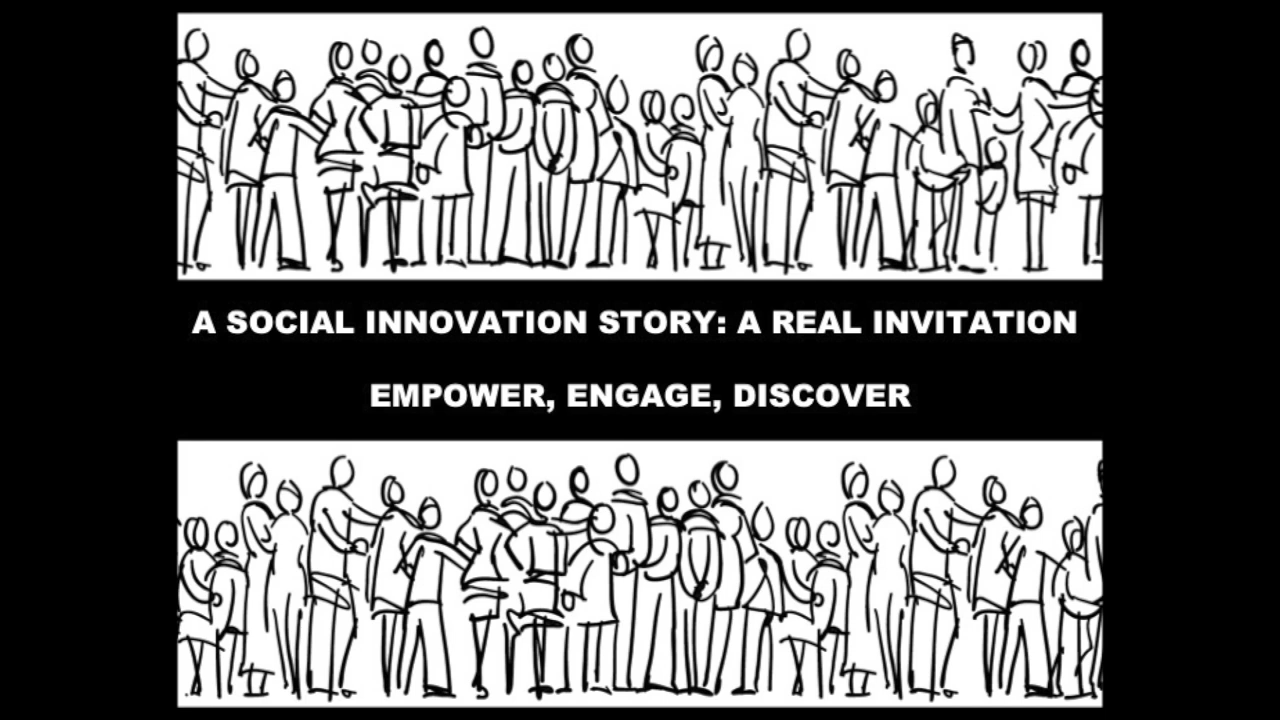 A SOCIAL INNOVATION STORY: A REAL INVITATION
EMPOWER, ENGAGE, DISCOVER